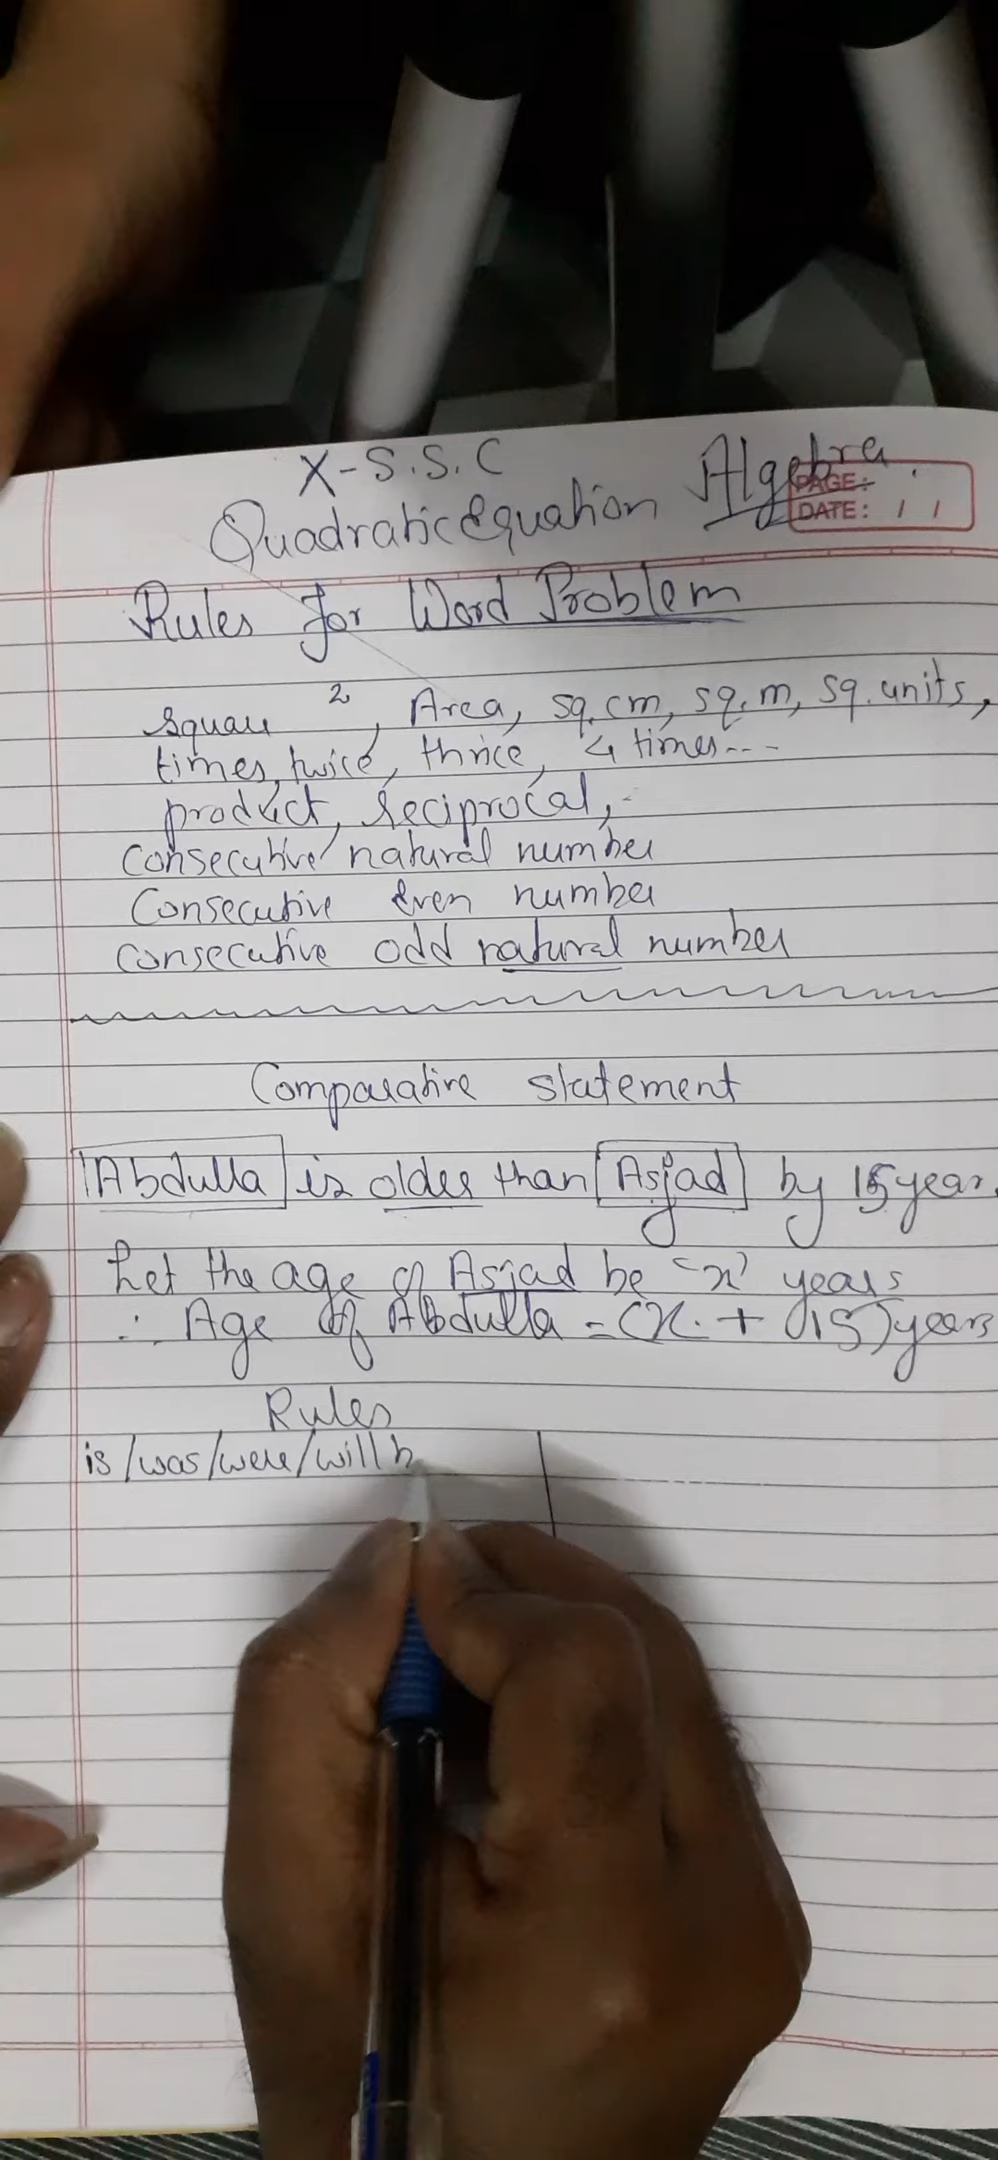 X-S.S.C
Algebra
PAGE:
DATE: / /
Quadratic Equation
Rules for Word Problem
square ², Area, sq.cm, sq.m, sq.units,
times, twice, thrice, 4 times---
product, reciprocal,
consecutive natural number
Consecutive Even number
consecutive odd natural number
Comparative statement
Abdulla is older than Asjad by 15 year.
Let the age of Asjad be 'x' years
∴ Age of Abdulla = (x + 15) years
Rules
is/was/were/will b